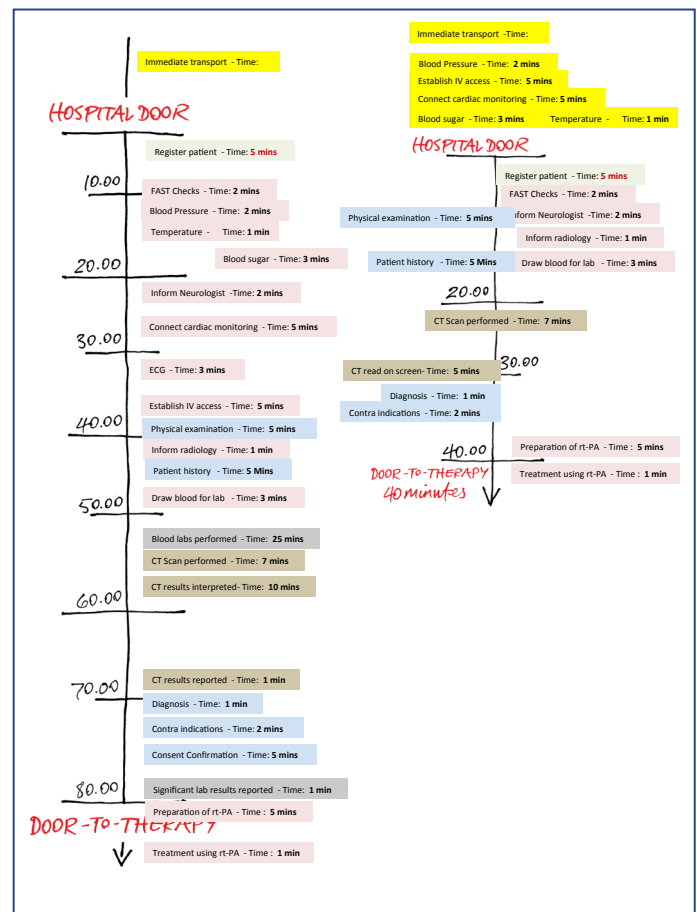 Immediate transport -Time:
HOSPITAL DOOR
Register patient - Time: 5 mins
10.00
FAST Checks - Time: 2 mins
Blood Pressure - Time: 2 mins
Temperature - Time: 1 min
Blood sugar - Time: 3 mins
20.00
Inform Neurologist -Time: 2 mins
Connect cardiac monitoring - Time: 5 mins
30.00
ECG - Time: 3 mins
Establish IV access - Time: 5 mins
40.00
Physical examination - Time: 5 mins
Inform radiology - Time: 1 min
Patient history - Time: 5 Mins
Draw blood for lab - Time: 3 mins
50.00
Blood labs performed - Time: 25 mins
CT Scan performed - Time: 7 mins
CT results interpreted- Time: 10 mins
60.00
CT results reported - Time: 1 min
70.00
Diagnosis - Time: 1 min
Contra indications - Time: 2 mins
Consent Confirmation - Time: 5 mins
80.00
Significant lab results reported - Time: 1 min
Preparation of rt-PA - Time : 5 mins
DOOR-TO-THERAPY
Treatment using rt-PA - Time : 1 min
Immediate transport -Time:
Blood Pressure - Time: 2 mins
Establish IV access - Time: 5 mins
Connect cardiac monitoring - Time: 5 mins
Blood sugar - Time: 3 mins Temperature - Time: 1 min
HOSPITAL DOOR
Register patient - Time: 5 mins
FAST Checks - Time: 2 mins
Physical examination - Time: 5 mins
nform Neurologist -Time: 2 mins
Inform radiology - Time: 1 min
Patient history - Time: 5 Mins
Draw blood for lab - Time: 3 mins
20.00
CT Scan performed - Time: 7 mins
30.00
CT read on screen- Time: 5 mins
Diagnosis - Time: 1 min
Contra indications - Time: 2 mins
40.00
Preparation of rt-PA - Time : 5 mins
DOOR-TO-THERAPY
40 minutes
Treatment using rt-PA - Time : 1 min